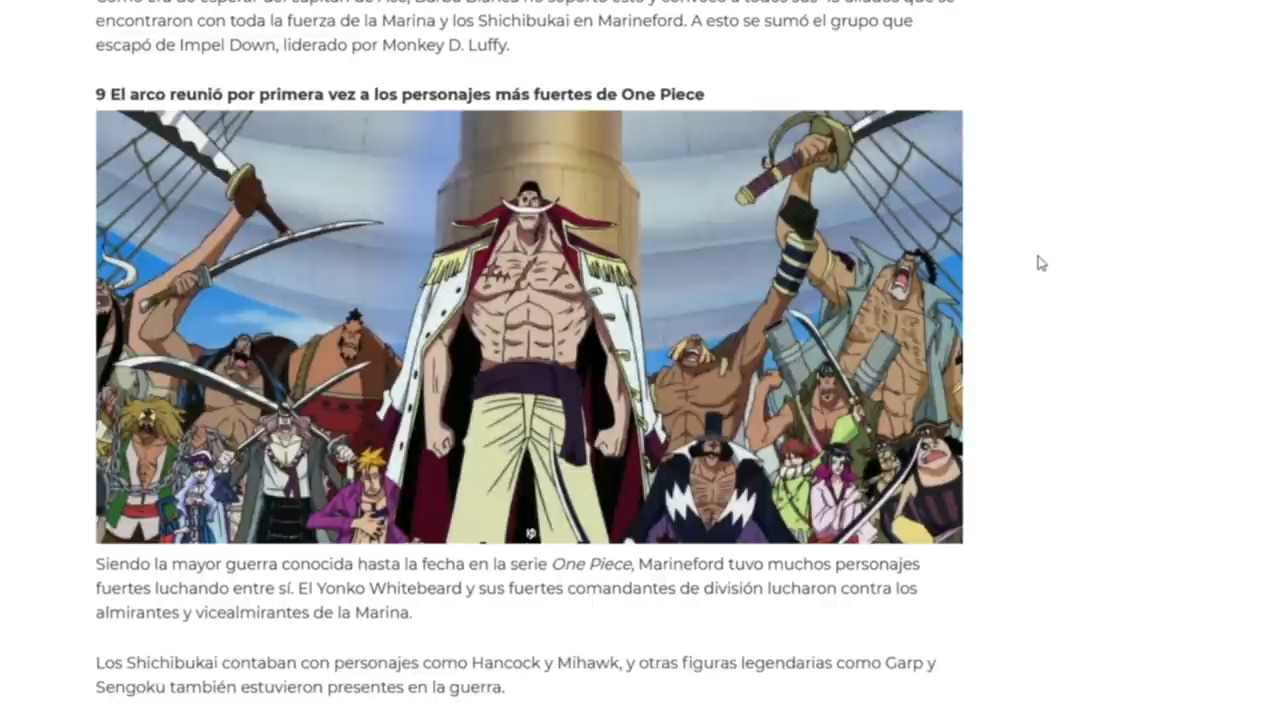 encontraron con toda la fuerza de la Marina y los Shichibukai en Marineford. A esto se sumó el grupo que
escapó de Impel Down, liderado por Monkey D. Luffy.
9 El arco reunió por primera vez a los personajes más fuertes de One Piece
Siendo la mayor guerra conocida hasta la fecha en la serie One Piece, Marineford tuvo muchos personajes
fuertes luchando entre sí. El Yonko Whitebeard y sus fuertes comandantes de división lucharon contra los
almirantes y vicealmirantes de la Marina.
Los Shichibukai contaban con personajes como Hancock y Mihawk, y otras figuras legendarias como Garp y
Sengoku también estuvieron presentes en la guerra.